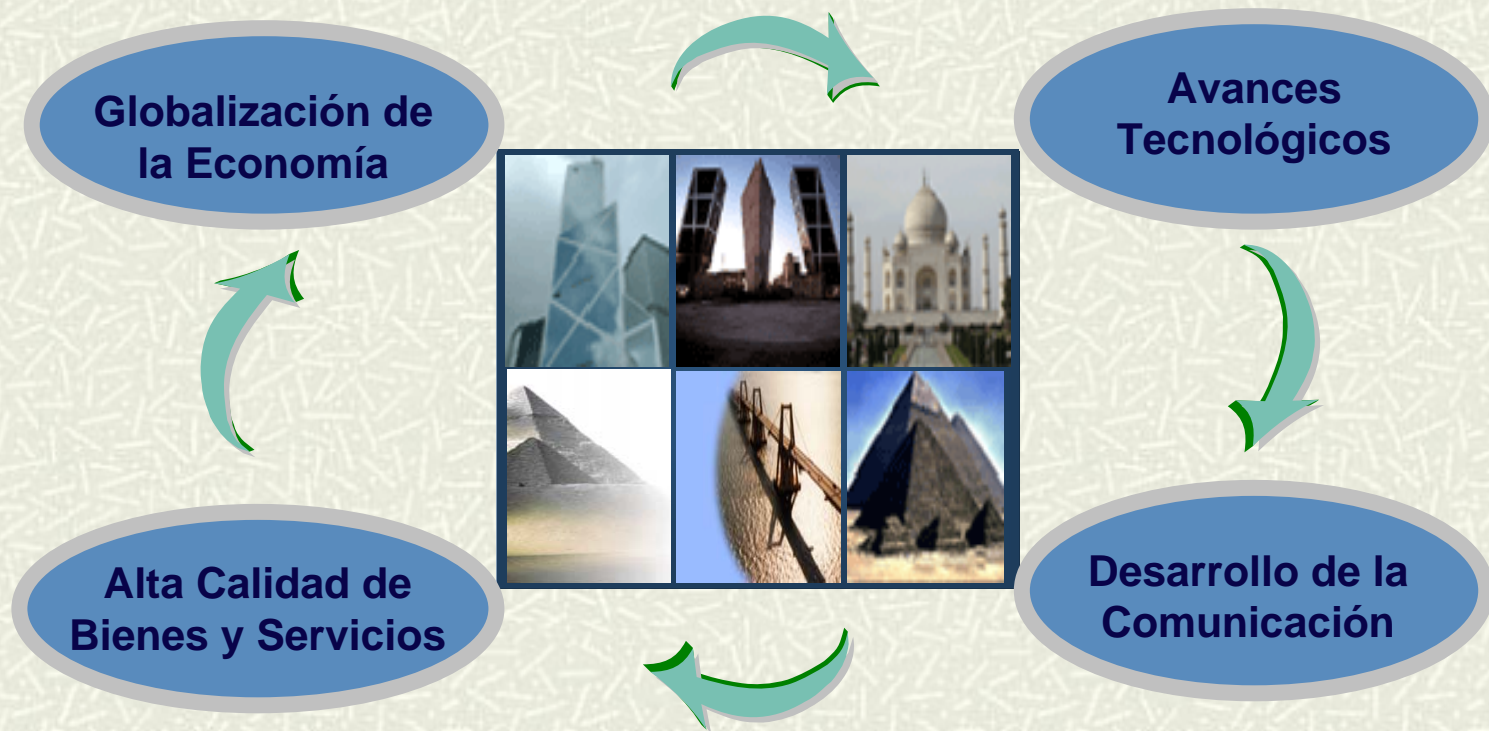 Globalización de
la Economía
Avances
Tecnológicos
Alta Calidad de
Bienes y Servicios
Desarrollo de la
Comunicación